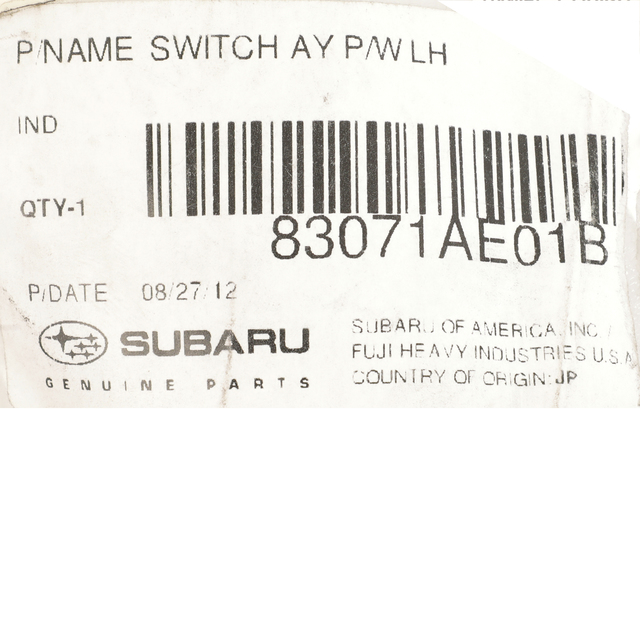 P/NAME SWITCH AY P/W LH
IND
QTY-1
83071AE01B
P/DATE 08/27/12
SUBARU
GENUINE PARTS
SUBARU OF AMERICA, INC /
FUJI HEAVY INDUSTRIES U.S.A
COUNTRY OF ORIGIN: JP